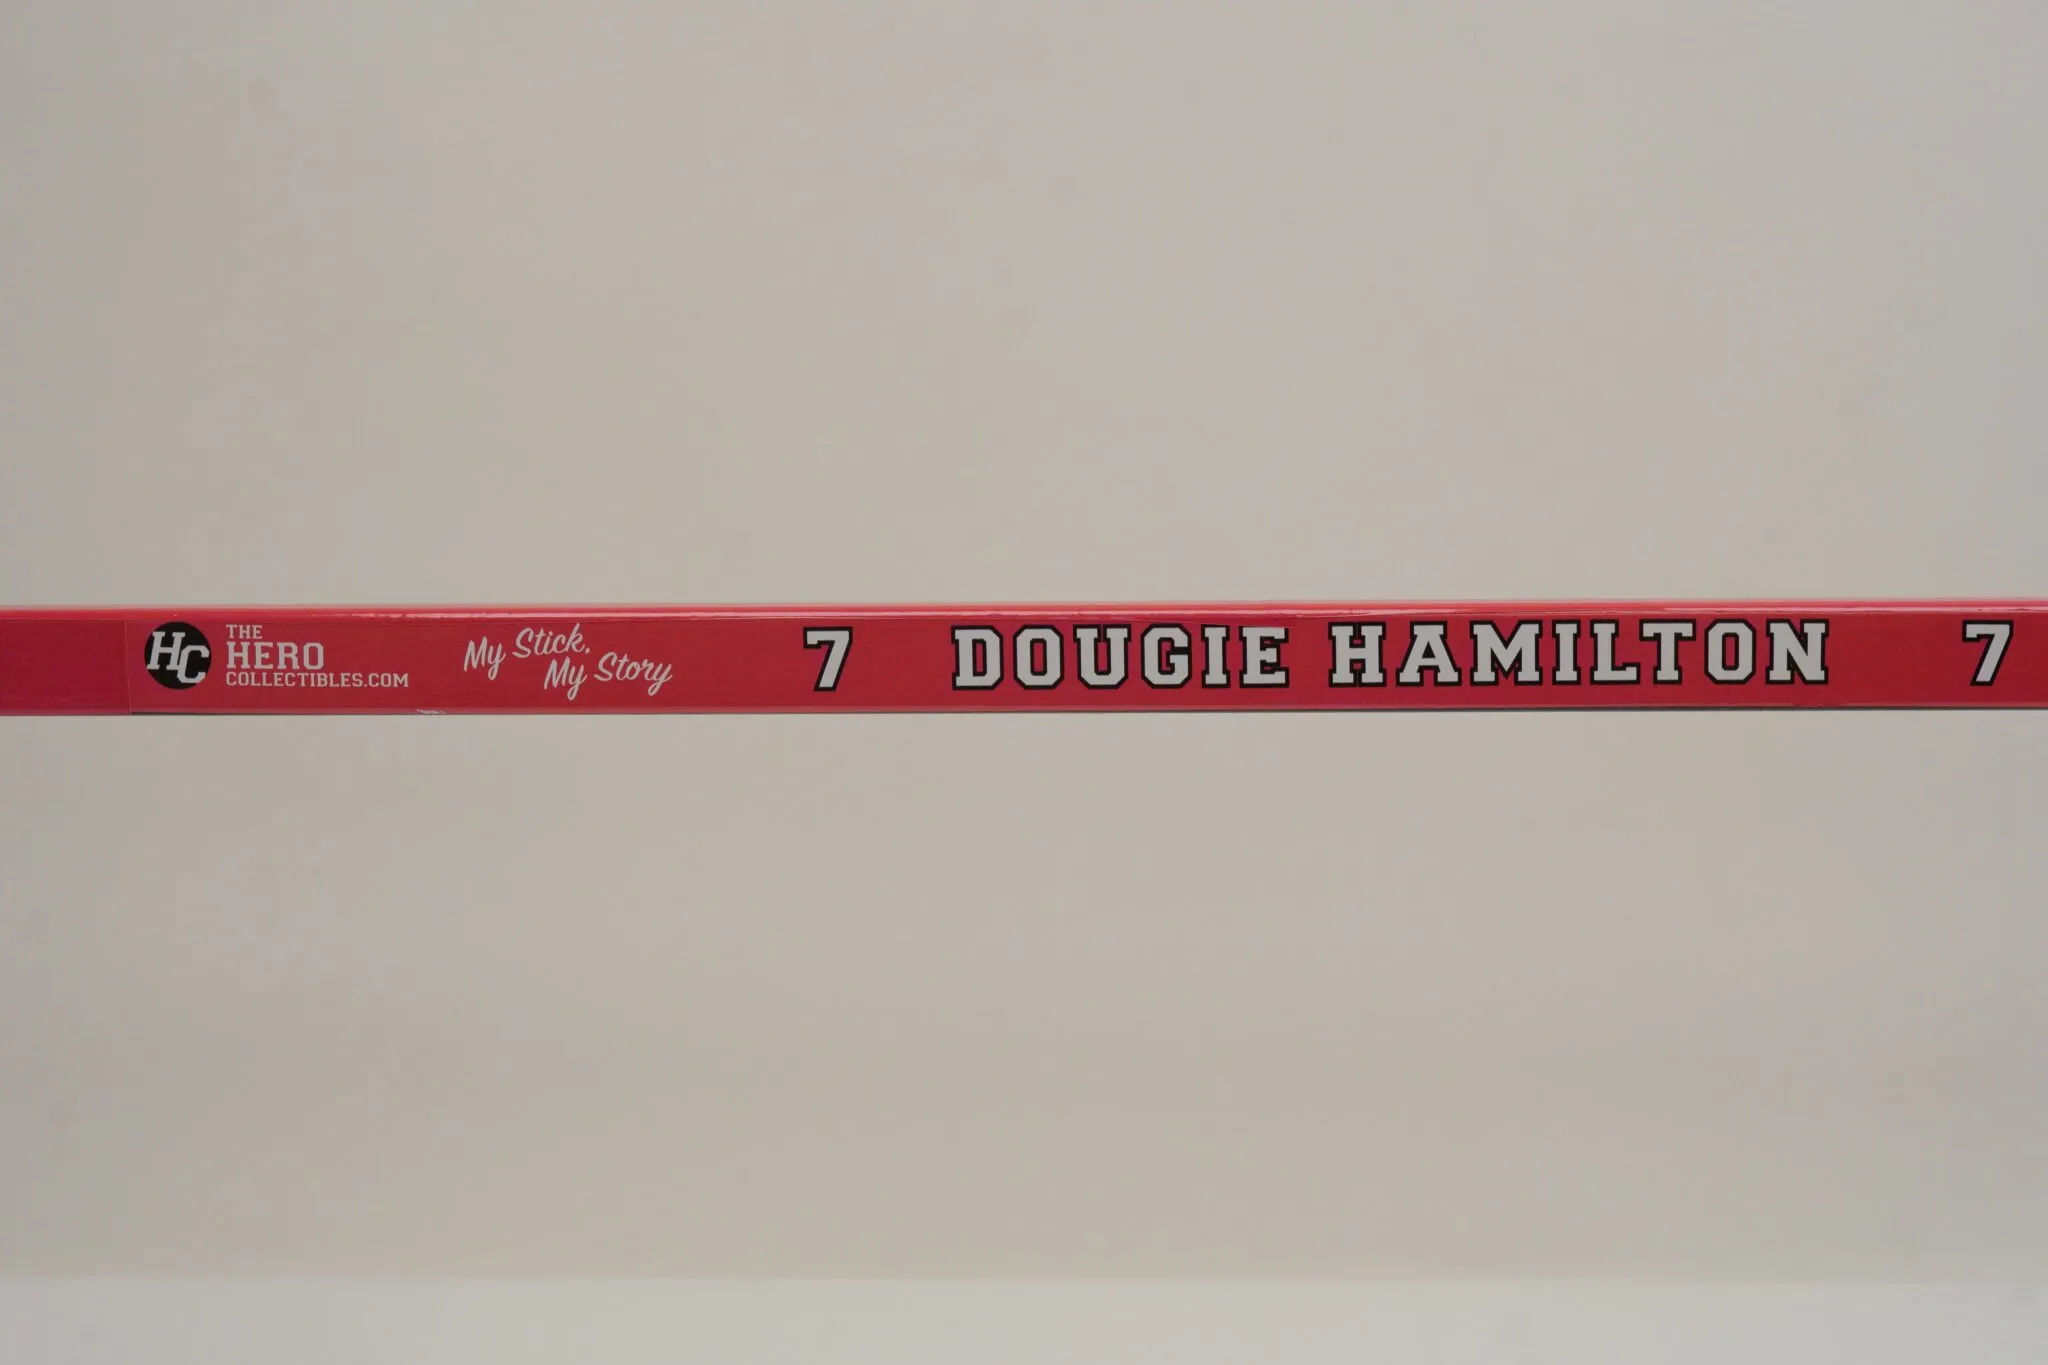 HC
THE
HERO
COLLECTIBLES.COM
My Stick,
My Story
7 DOUGIE HAMILTON 7